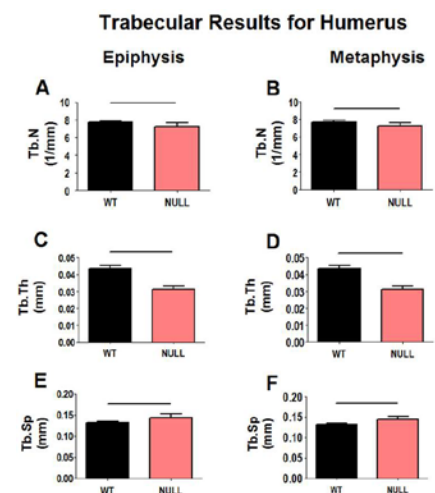 Trabecular Results for Humerus
Epiphysis
Metaphysis
A
Tb.N
(1/mm)
10
8
6
4
2
0
WT NULL
B
Tb.N
(1/mm)
10
8
6
4
2
0
WT NULL
C
Tb.Th
(mm)
0.05
0.04
0.03
0.02
0.01
0.00
WT NULL
D
Tb.Th
(mm)
0.05
0.04
0.03
0.02
0.01
0.00
WT NULL
E
Tb.Sp
(mm)
0.20
0.15
0.10
0.05
0.00
WT NULL
F
Tb.Sp
(mm)
0.20
0.15
0.10
0.05
0.00
WT NULL